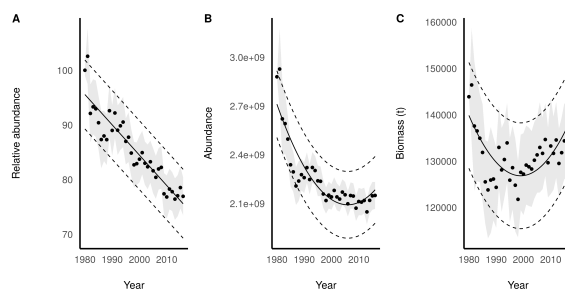 A
B
C
Relative abundance
100
90
80
70
1980
1990
2000
2010
Year
Abundance
3.0e+09
2.7e+09
2.4e+09
2.1e+09
1980
1990
2000
2010
Year
Biomass (t)
160000
150000
140000
130000
120000
1980
1990
2000
2010
Year